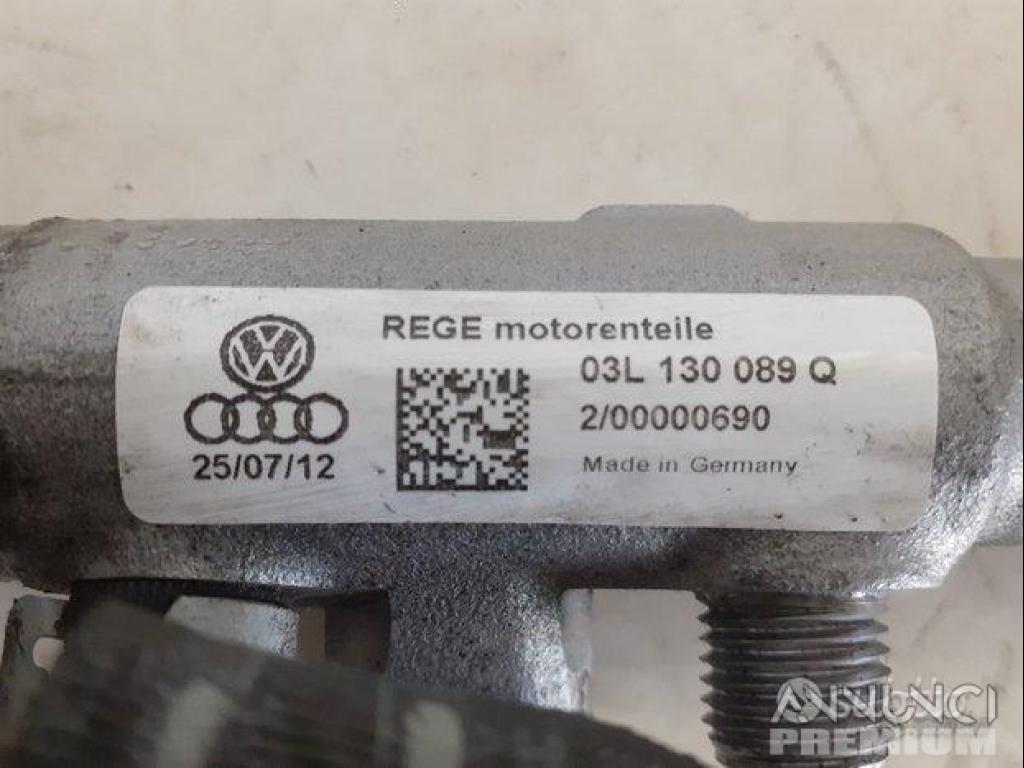 REGE motorenteile
03L 130 089 Q
2/00000690
Made in Germany
25/07/12
ANNUNCI
PREMIUM